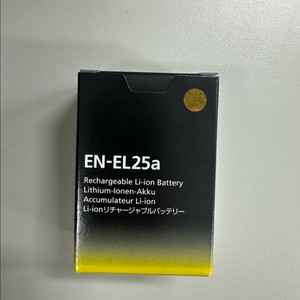 EN-EL25a
Rechargeable Li-ion Battery
Lithium-Ionen-Akku
Accumulateur Li-ion
Li-ionリチャージャブルバッテリー